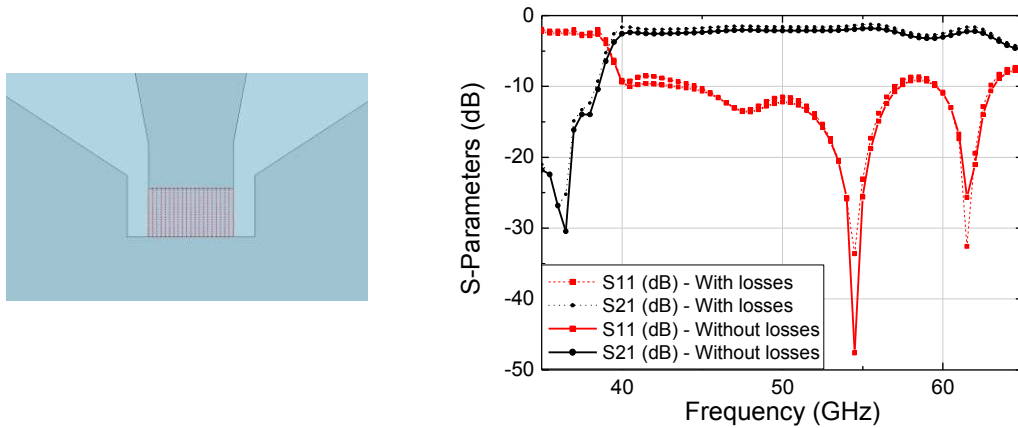 0
-10
-20
-30
-40
-50
S-Parameters (dB)
S11 (dB) - With losses
S21 (dB) - With losses
S11 (dB) - Without losses
S21 (dB) - Without losses
40 50 60
Frequency (GHz)